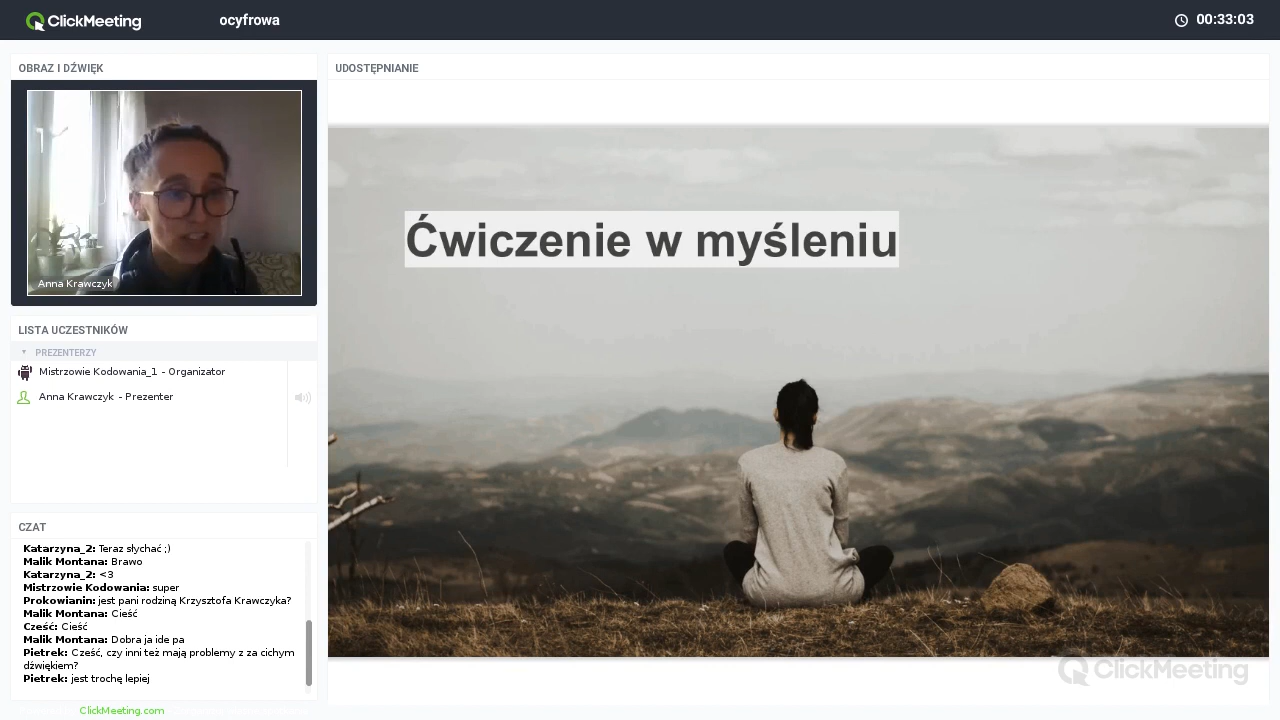 ClickMeeting
ocyfrowa
00:33:03
OBRAZ I DŹWIĘK
Anna Krawczyk
LISTA UCZESTNIKÓW
PREZENTERZY
Mistrzowie Kodowania_1 - Organizator
Anna Krawczyk - Prezenter
CZAT
Katarzyna_2: Teraz słychać ;)
Malik Montana: Brawo
Katarzyna_2: <3
Mistrzowie Kodowania: super
Prokowianin: jest pani rodziną Krzysztofa Krawczyka?
Malik Montana: Cieść
Cześć: Cieść
Malik Montana: Dobra ja ide pa
Pietrek: Cześć, czy inni też mają problemy z za cichym
dźwiękiem?
Pietrek: jest trochę lepiej
ClickMeeting.com
UDOSTĘPNIANIE
Ćwiczenie w myśleniu
ClickMeeting